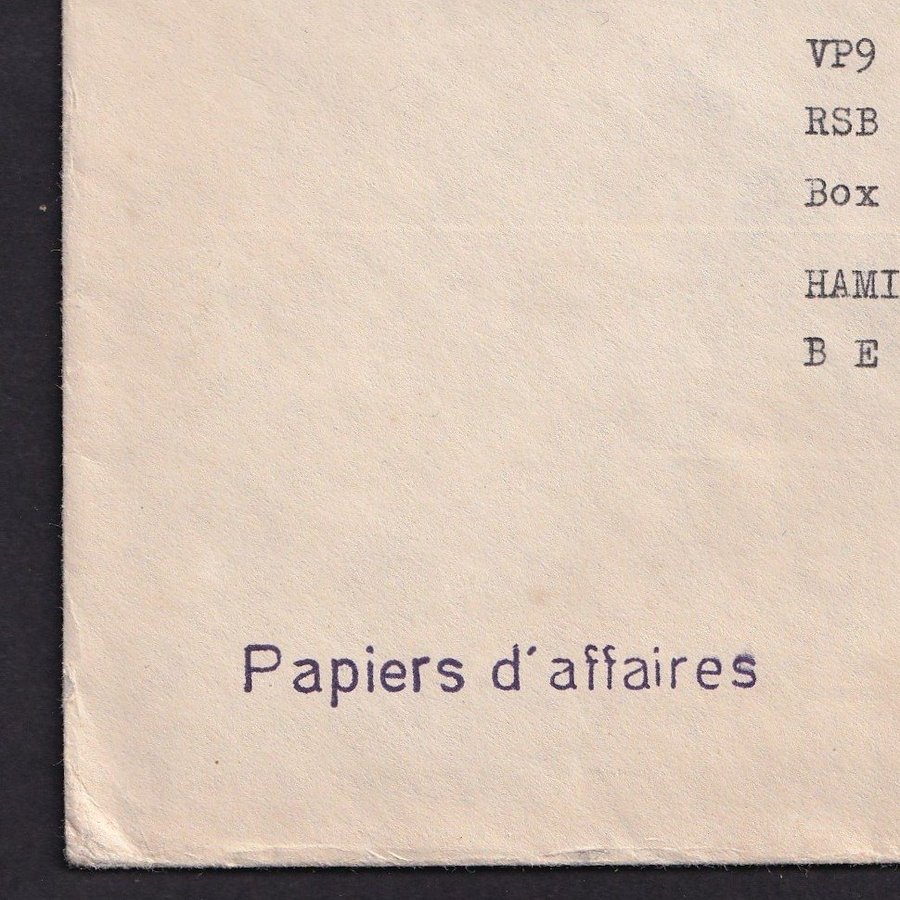 VP9
RSB
Box
HAMI
B E
Papiers d'affaires